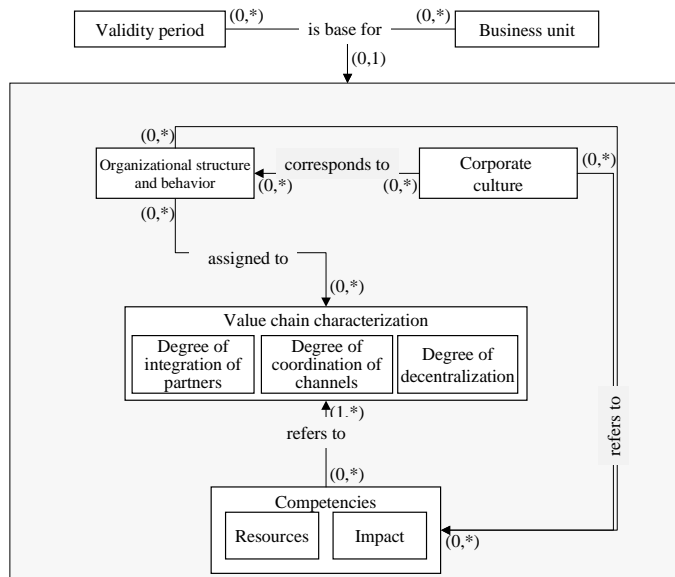 (0,*)
(0,*)
Validity period
is base for
Business unit
(0,1)
(0,*)
Organizational structure
and behavior
corresponds to
Corporate
culture
(0,*)
(0,*)
(0,*)
(0,*)
assigned to
(0,*)
Value chain characterization
Degree of
integration of
partners
Degree of
coordination of
channels
Degree of
decentralization
(1,*)
refers to
refers to
(0,*)
Competencies
Resources
Impact
(0,*)